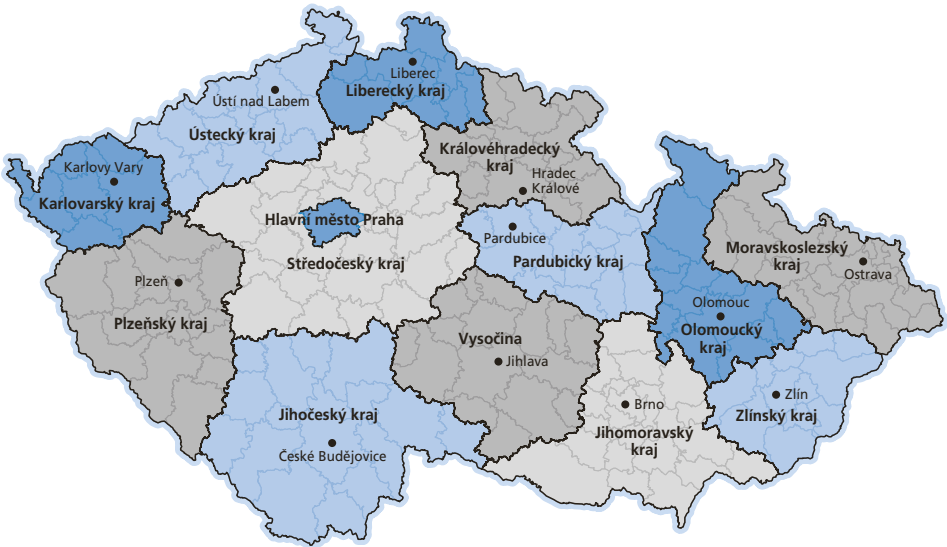 Liberec
Liberecký kraj
Ústí nad Labem
Ústecký kraj
Královéhradecký
kraj
Hradec
Králové
Karlovy Vary
Karlovarský kraj
Hlavní město Praha
Středočeský kraj
Pardubice
Pardubický kraj
Moravskoslezský
kraj
Ostrava
Plzeň
Plzeňský kraj
Olomouc
Olomoucký
kraj
Vysočina
Jihlava
Zlín
Zlínský kraj
Brno
Jihomoravský
kraj
Jihočeský kraj
České Budějovice